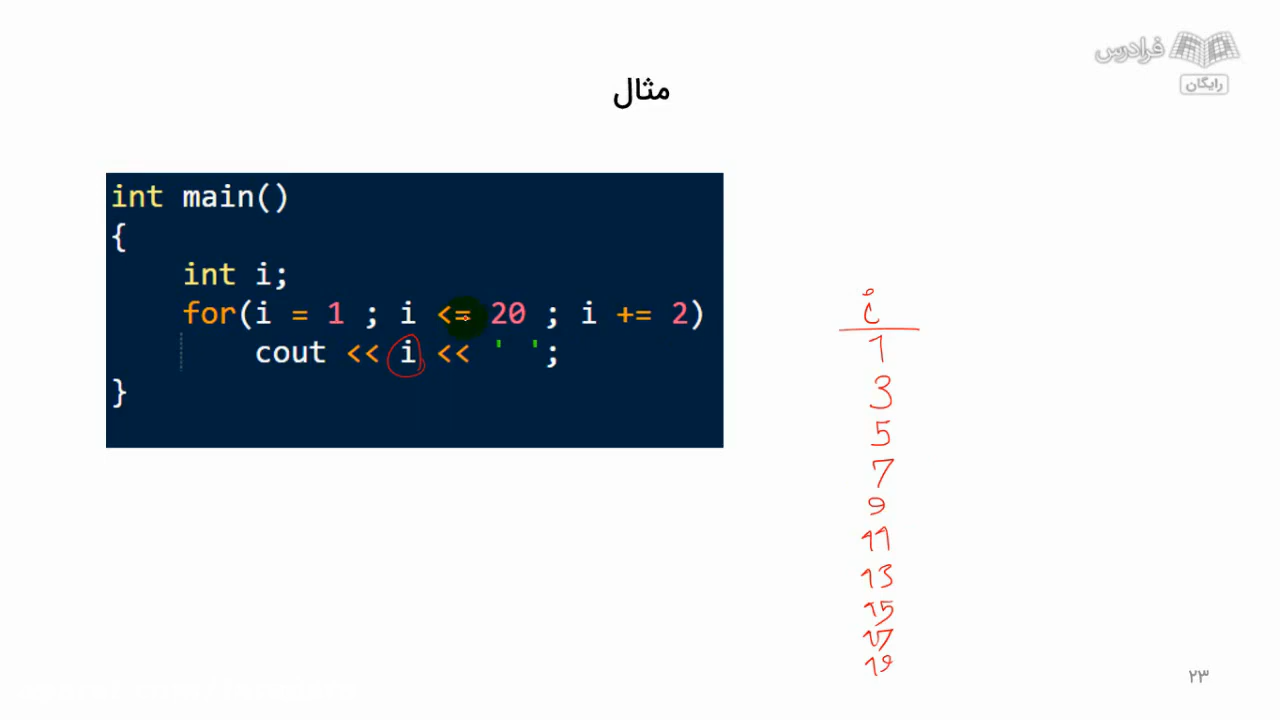 فرادرس
رایگان
مثال
int main()
{
    int i;
    for(i = 1 ; i <= 20 ; i += 2)
        cout << i << ' ';
}
i
1
3
5
7
9
11
13
15
17
19
۲۳